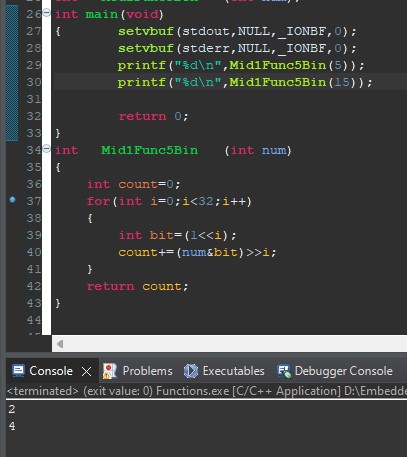 26 int main(void)
27 { setvbuf(stdout,NULL,_IONBF,0);
28 setvbuf(stderr,NULL,_IONBF,0);
29 printf("%d\n",Mid1Func5Bin(5));
30 printf("%d\n",Mid1Func5Bin(15));
31
32 return 0;
33 }
34 int Mid1Func5Bin (int num)
35 {
36 int count=0;
37 for(int i=0;i<32;i++)
38 {
39 int bit=(1<<i);
40 count+=(num&bit)>>i;
41 }
42 return count;
43 }
44
Console Problems Executables Debugger Console
<terminated> (exit value: 0) Functions.exe [C/C++ Application] D:\Embedde
2
4